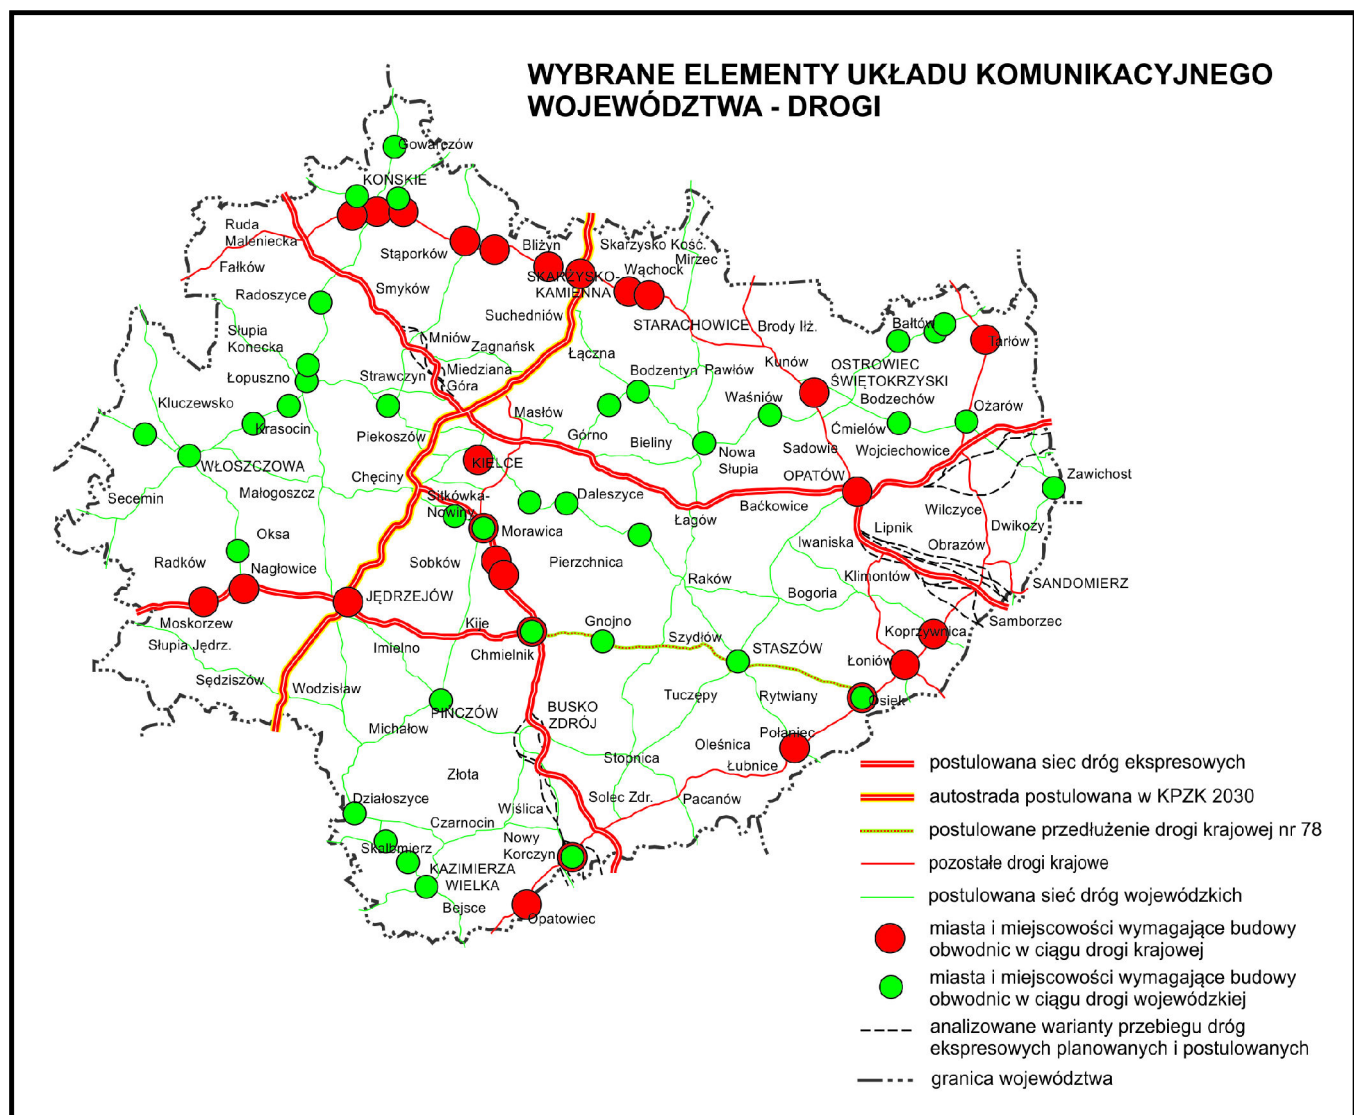 WYBRANE ELEMENTY UKŁADU KOMUNIKACYJNEGO
WOJEWÓDZTWA - DROGI
Gowarczów
KOŃSKIE
Ruda
Maleniecka
Fałków
Stąporków
Bliżyn
Skarzysko Kość.
Mirzec
Wąchock
SKARŻYSKO-
KAMIENNA
Radoszyce
Smyków
Suchedniów
STARACHOWICE
Brody Iłż.
Bałtów
Tarłów
Słupia
Konecka
Mniów
Zagnańsk
Łączna
Kunów
OSTROWIEC
ŚWIĘTOKRZYSKI
Miedziana
Góra
Strawczyn
Bodzentyn
Pawłów
Łopuszno
Kluczewsko
Krasocin
Piekoszów
Masłów
Górno
Bieliny
Waśniów
Bodzechów
Ożarów
Ćmielów
Nowa
Słupia
Sadowie
Wojciechowice
WŁOSZCZOWA
KIELCE
Chęciny
OPATÓW
Zawichost
Secemin
Małogoszcz
Sitkówka-
Nowiny
Daleszyce
Łagów
Baćkowice
Wilczyce
Dwikozy
Oksa
Morawica
Lipnik
Iwaniska
Obrazów
Radków
Nagłowice
Sobków
Pierzchnica
Raków
Klimontów
SANDOMIERZ
Bogoria
JĘDRZEJÓW
Moskorzew
Kije
Gnojno
Samborzec
Koprzywnica
Słupia Jędrz.
Imielno
Chmielnik
Szydłów
STASZÓW
Łoniów
Sędziszów
Wodzisław
Tuczępy
Rytwiany
Osiek
PIŃCZÓW
BUSKO
ZDRÓJ
Michałow
Połaniec
Oleśnica
Stopnica
Łubnice
Złota
Działoszyce
Wiślica
Solec Zdr.
Pacanów
Czarnocin
Nowy
Korczyn
Skalbmierz
KAZIMIERZA
WIELKA
Bejsce
Opatowiec
postulowana siec dróg ekspresowych
autostrada postulowana w KPZK 2030
postulowane przedłużenie drogi krajowej nr 78
pozostałe drogi krajowe
postulowana sieć dróg wojewódzkich
miasta i miejscowości wymagające budowy
obwodnic w ciągu drogi krajowej
miasta i miejscowości wymagające budowy
obwodnic w ciągu drogi wojewódzkiej
analizowane warianty przebiegu dróg
ekspresowych planowanych i postulowanych
granica województwa